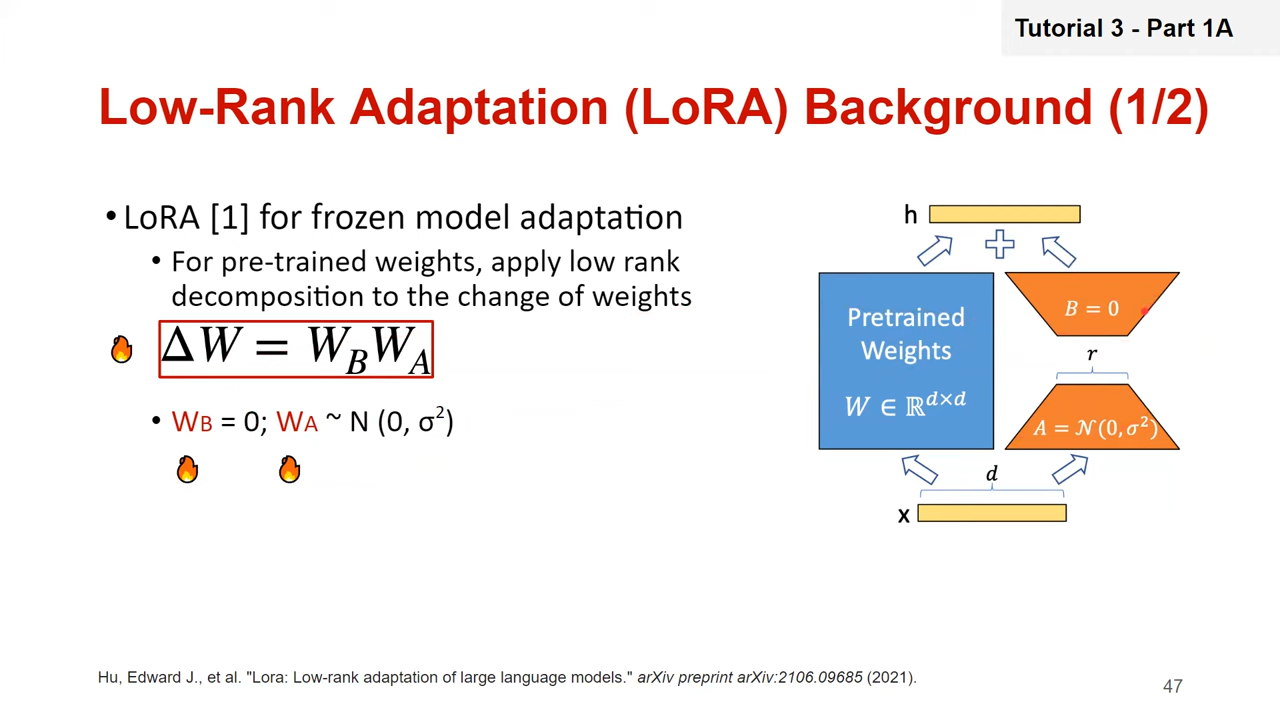 Tutorial 3 - Part 1A
Low-Rank Adaptation (LoRA) Background (1/2)
• LoRA [1] for frozen model adaptation
• For pre-trained weights, apply low rank
decomposition to the change of weights
ΔW = W_B W_A
• W_B = 0; W_A ~ N (0, σ²)
h
Pretrained
Weights
W ∈ ℝ^{d×d}
B = 0
r
A = 𝒩(0, σ²)
d
x
Hu, Edward J., et al. "Lora: Low-rank adaptation of large language models." arXiv preprint arXiv:2106.09685 (2021).
47